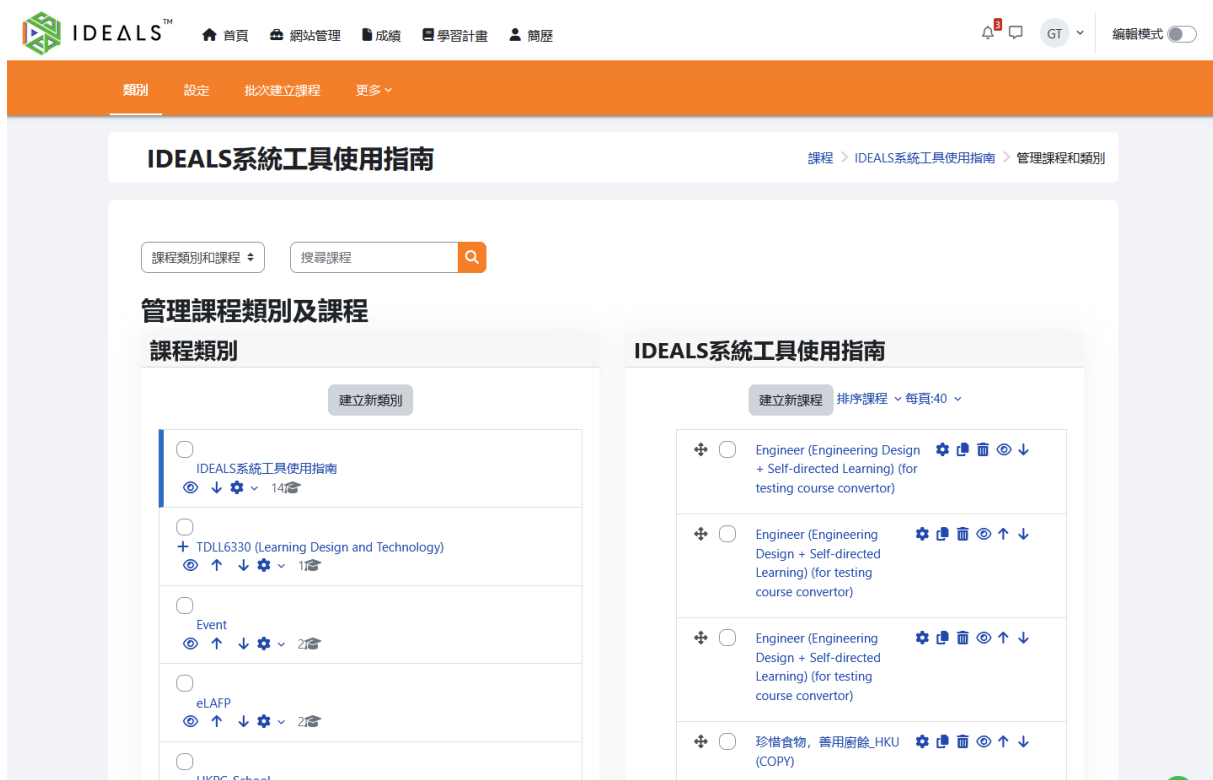 IDEALS™
首頁 網站管理 成績 學習計畫 簡歷
3
GT
編輯模式
類別 設定 批次建立課程 更多
IDEALS系統工具使用指南
課程 IDEALS系統工具使用指南 管理課程和類別
課程類別和課程
搜尋課程
管理課程類別及課程
課程類別
建立新類別
IDEALS系統工具使用指南
14
TDLL6330 (Learning Design and Technology)
1
Event
2
eLAFP
2
IDEALS系統工具使用指南
建立新課程 排序課程 每頁:40
Engineer (Engineering Design
+ Self-directed Learning) (for
testing course convertor)
Engineer (Engineering
Design + Self-directed
Learning) (for testing
course convertor)
Engineer (Engineering
Design + Self-directed
Learning) (for testing
course convertor)
珍惜食物，善用廚餘_HKU
(COPY)